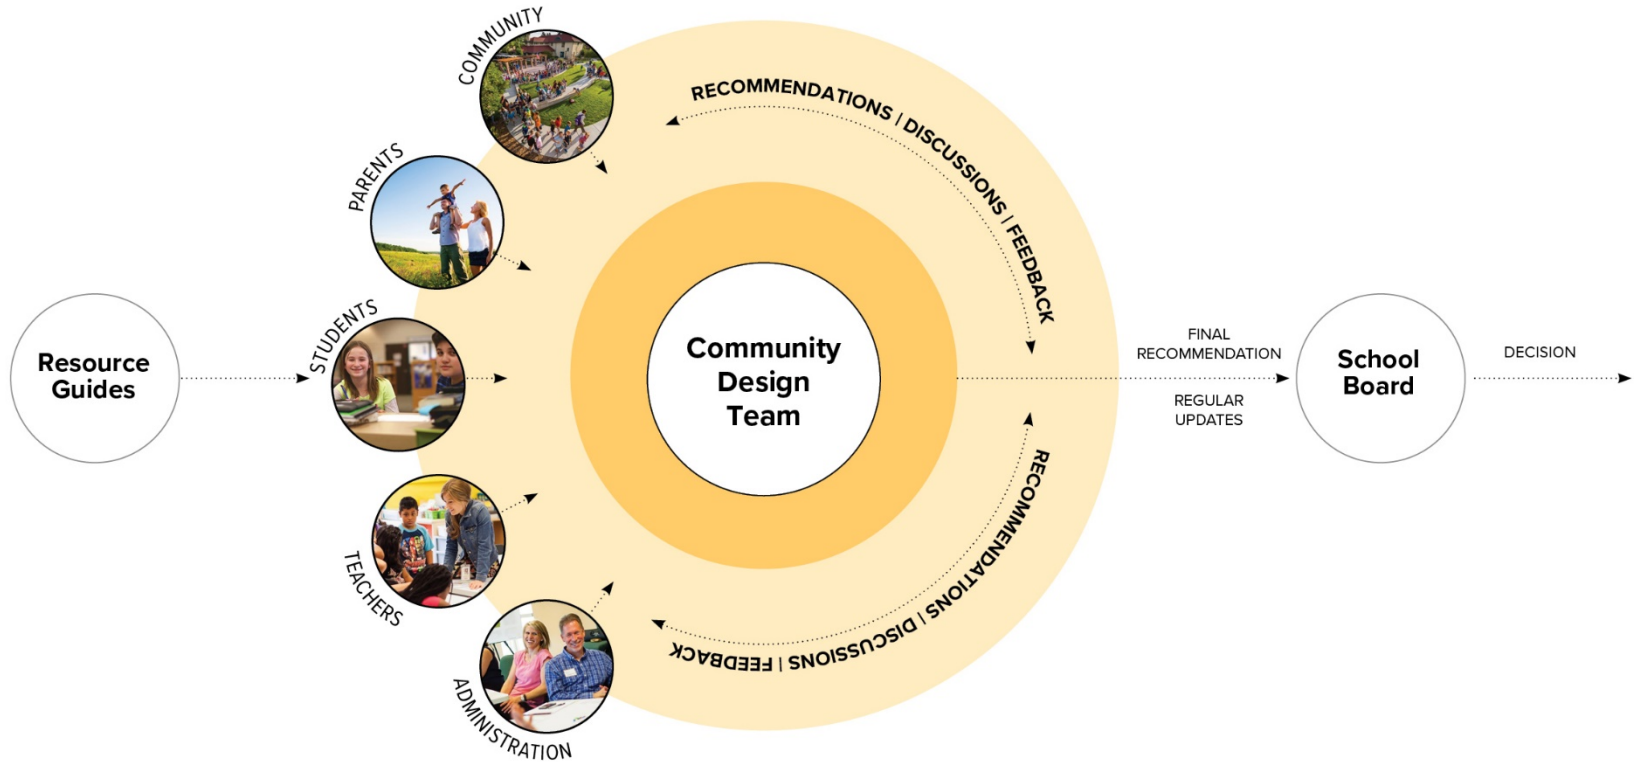 COMMUNITY
PARENTS
STUDENTS
TEACHERS
ADMINISTRATION
Resource
Guides
RECOMMENDATIONS | DISCUSSIONS | FEEDBACK
Community
Design
Team
RECOMMENDATIONS | DISCUSSIONS | FEEDBACK
FINAL
RECOMMENDATION
REGULAR
UPDATES
School
Board
DECISION